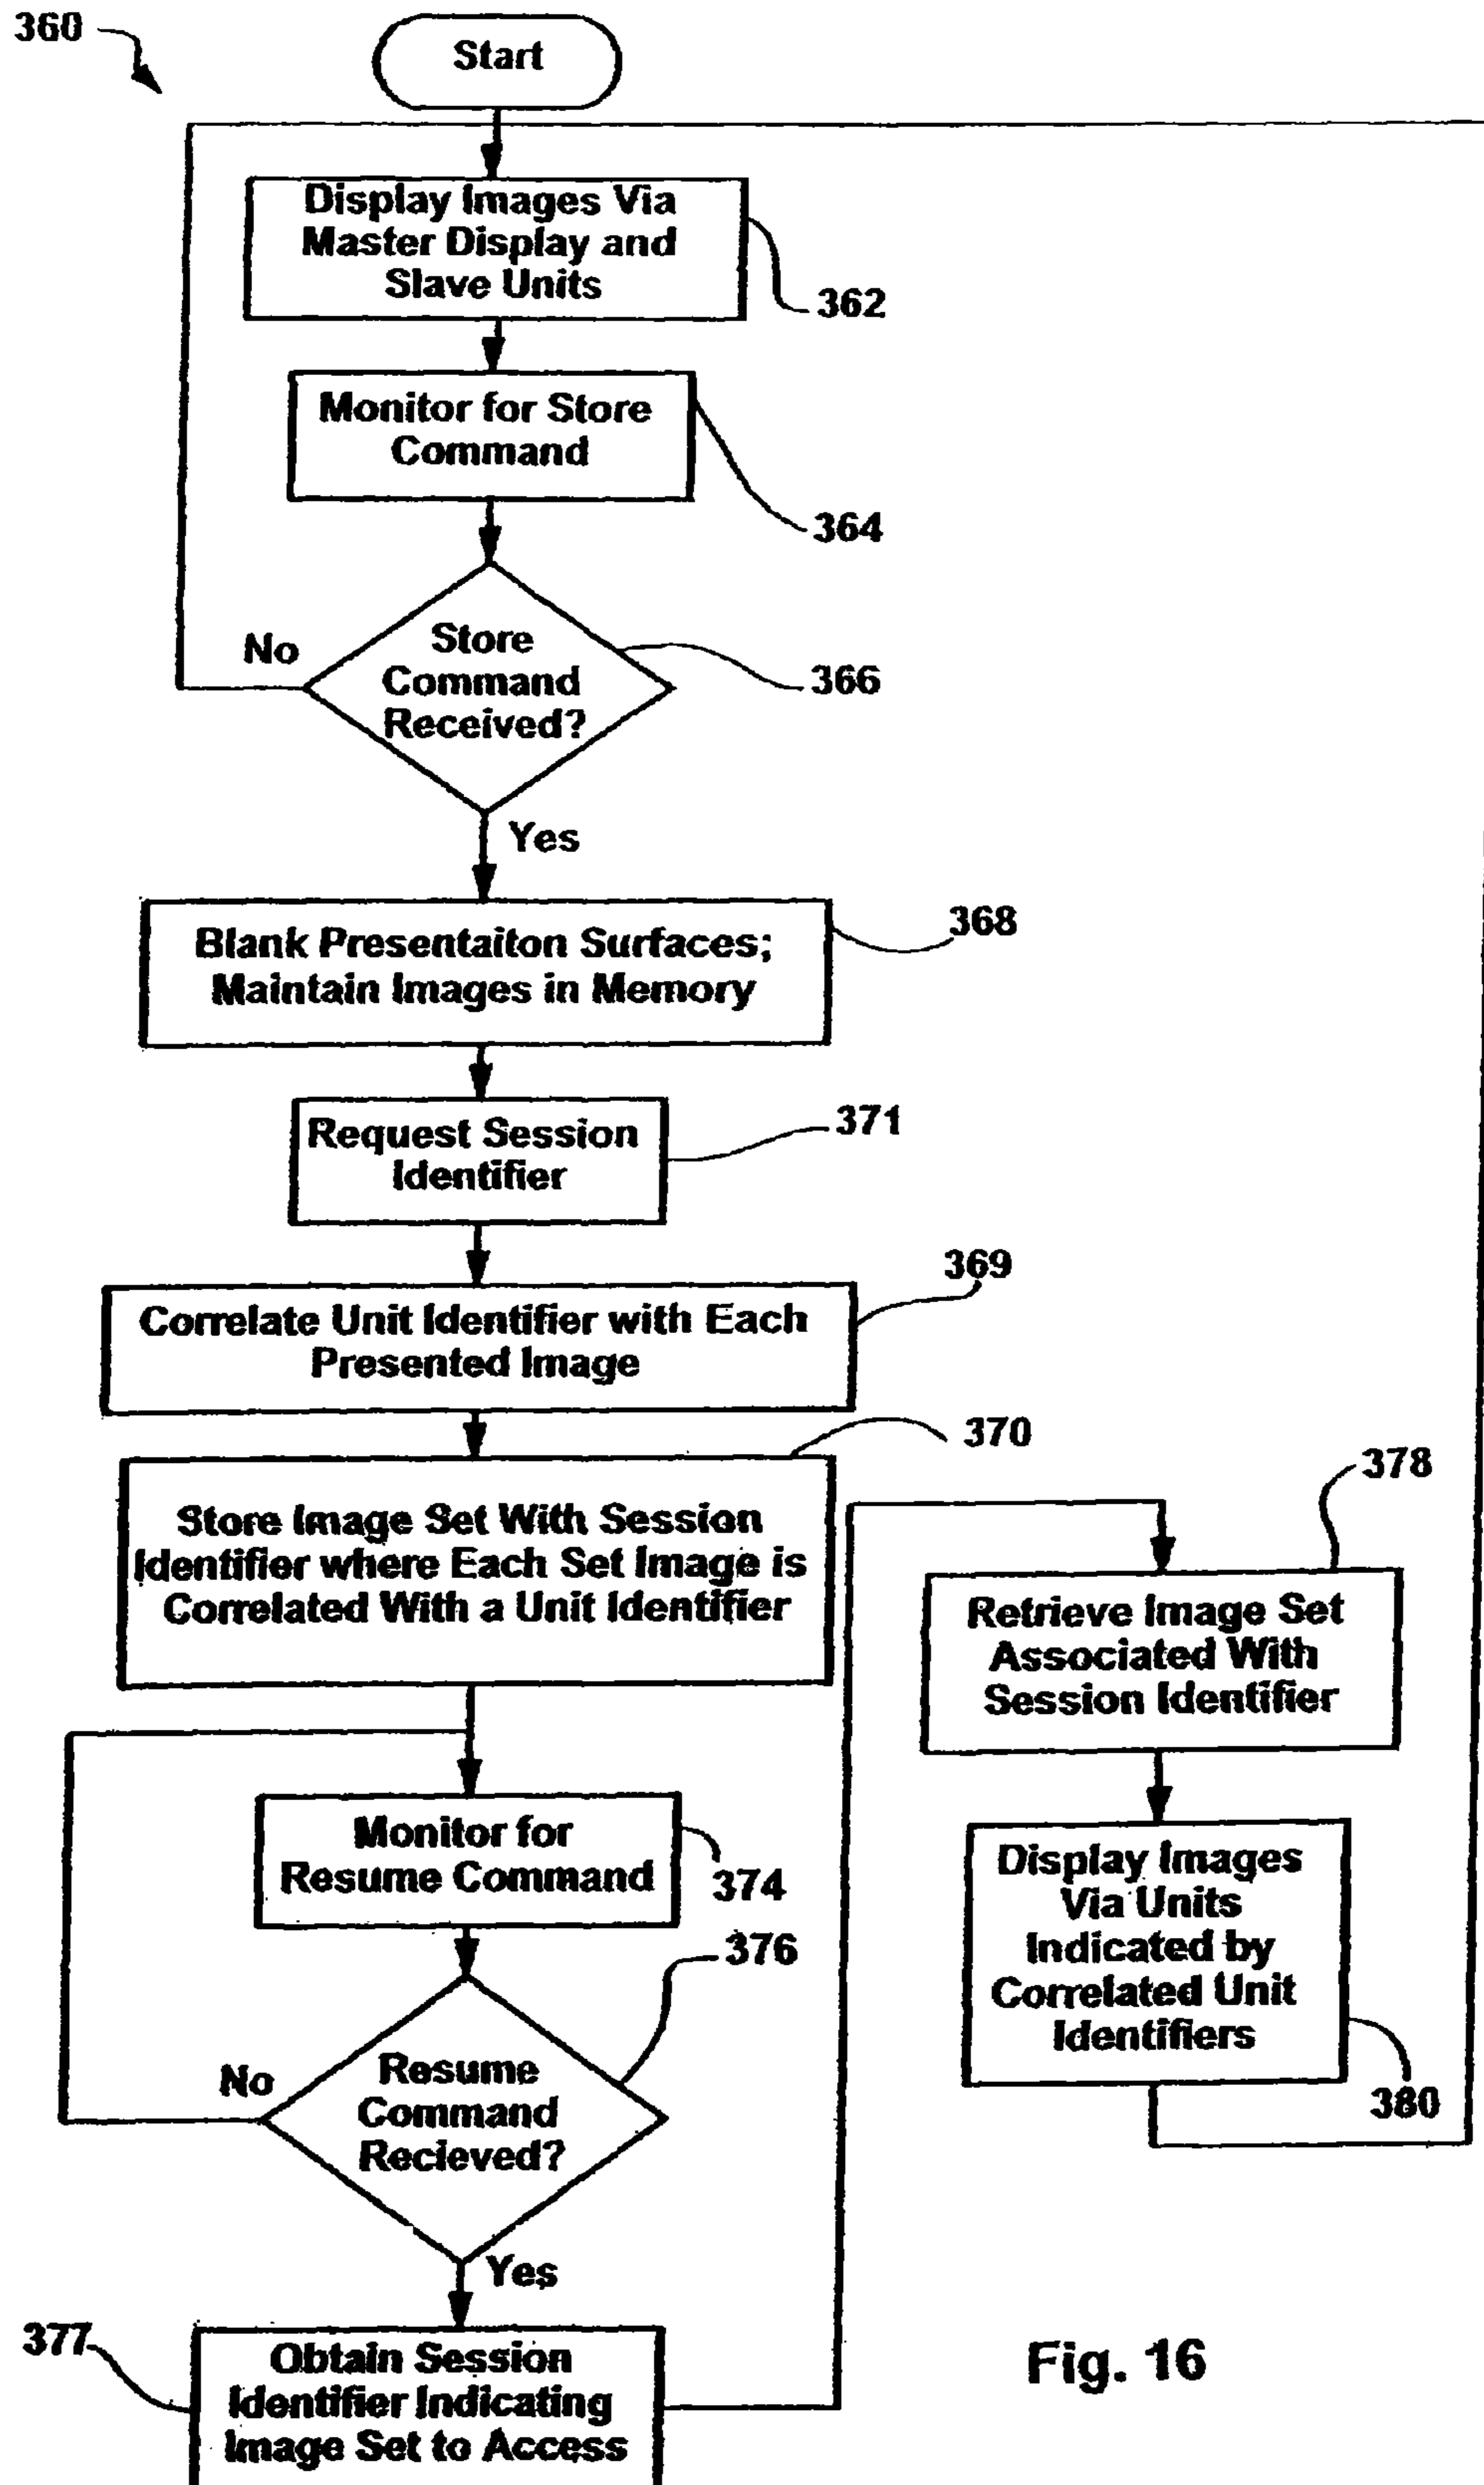 360
Start
Display Images Via
Master Display and
Slave Units
362
Monitor for Store
Command
364
Store
Command
Received?
366
No
Yes
Blank Presentaiton Surfaces;
Maintain Images in Memory
368
Request Session
Identifier
371
Correlate Unit Identifier with Each
Presented Image
369
Store Image Set With Session
Identifier where Each Set Image is
Correlated With a Unit Identifier
370
Monitor for
Resume Command
374
Resume
Command
Recieved?
376
No
Yes
Obtain Session
Identifier Indicating
Image Set to Access
377
Retrieve Image Set
Associated With
Session Identifier
378
Display Images
Via Units
Indicated by
Correlated Unit
Identifiers
380
Fig. 16